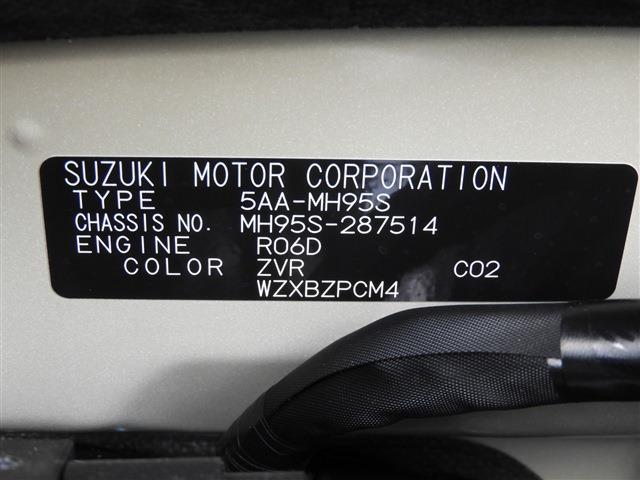 SUZUKI MOTOR CORPORATION
TYPE 5AA-MH95S
CHASSIS NO. MH95S-287514
ENGINE R06D
COLOR ZVR C02
WZXBZPCM4